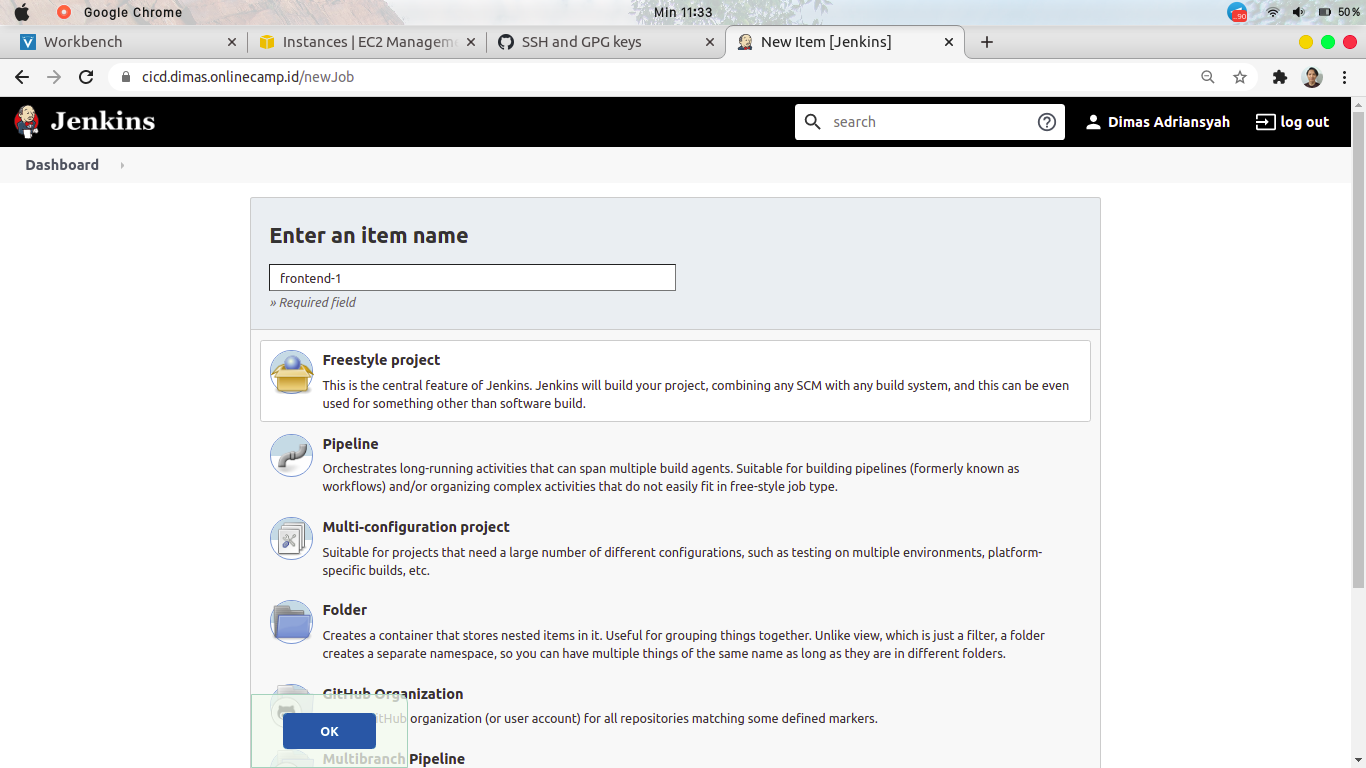 Google Chrome
Min 11:33
90
50%
Workbench
Instances | EC2 Managem
SSH and GPG keys
New Item [Jenkins]
cicd.dimas.onlinecamp.id/newJob
Jenkins
search
Dimas Adriansyah
log out
Dashboard
Enter an item name
frontend-1
» Required field
Freestyle project
This is the central feature of Jenkins. Jenkins will build your project, combining any SCM with any build system, and this can be even
used for something other than software build.
Pipeline
Orchestrates long-running activities that can span multiple build agents. Suitable for building pipelines (formerly known as
workflows) and/or organizing complex activities that do not easily fit in free-style job type.
Multi-configuration project
Suitable for projects that need a large number of different configurations, such as testing on multiple environments, platform-
specific builds, etc.
Folder
Creates a container that stores nested items in it. Useful for grouping things together. Unlike view, which is just a filter, a folder
creates a separate namespace, so you can have multiple things of the same name as long as they are in different folders.
GitHub Organization
organization (or user account) for all repositories matching some defined markers.
OK
Multibranch Pipeline